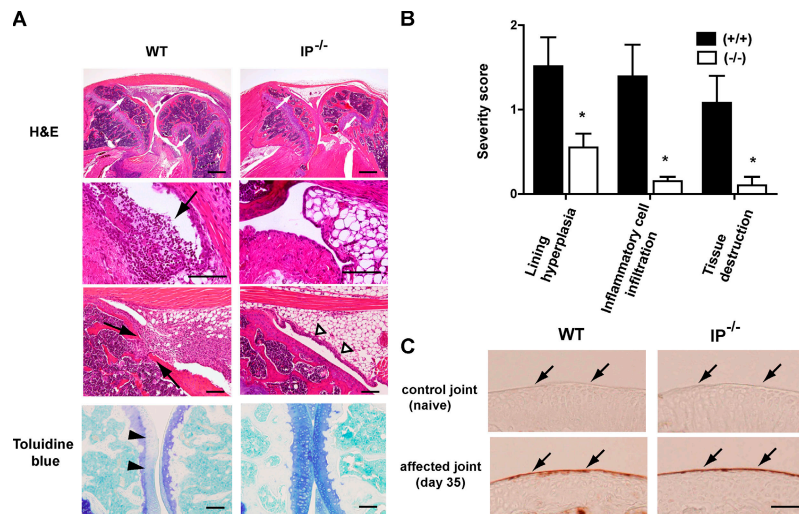 A
WT
IP-/-
H&E
Toluidine
blue
B
Severity score
2
1
0
(+/+)
(-/-)
*
*
*
Lining
hyperplasia
Inflammatory cell
infiltration
Tissue
destruction
C
WT
IP-/-
control joint
(naive)
affected joint
(day 35)